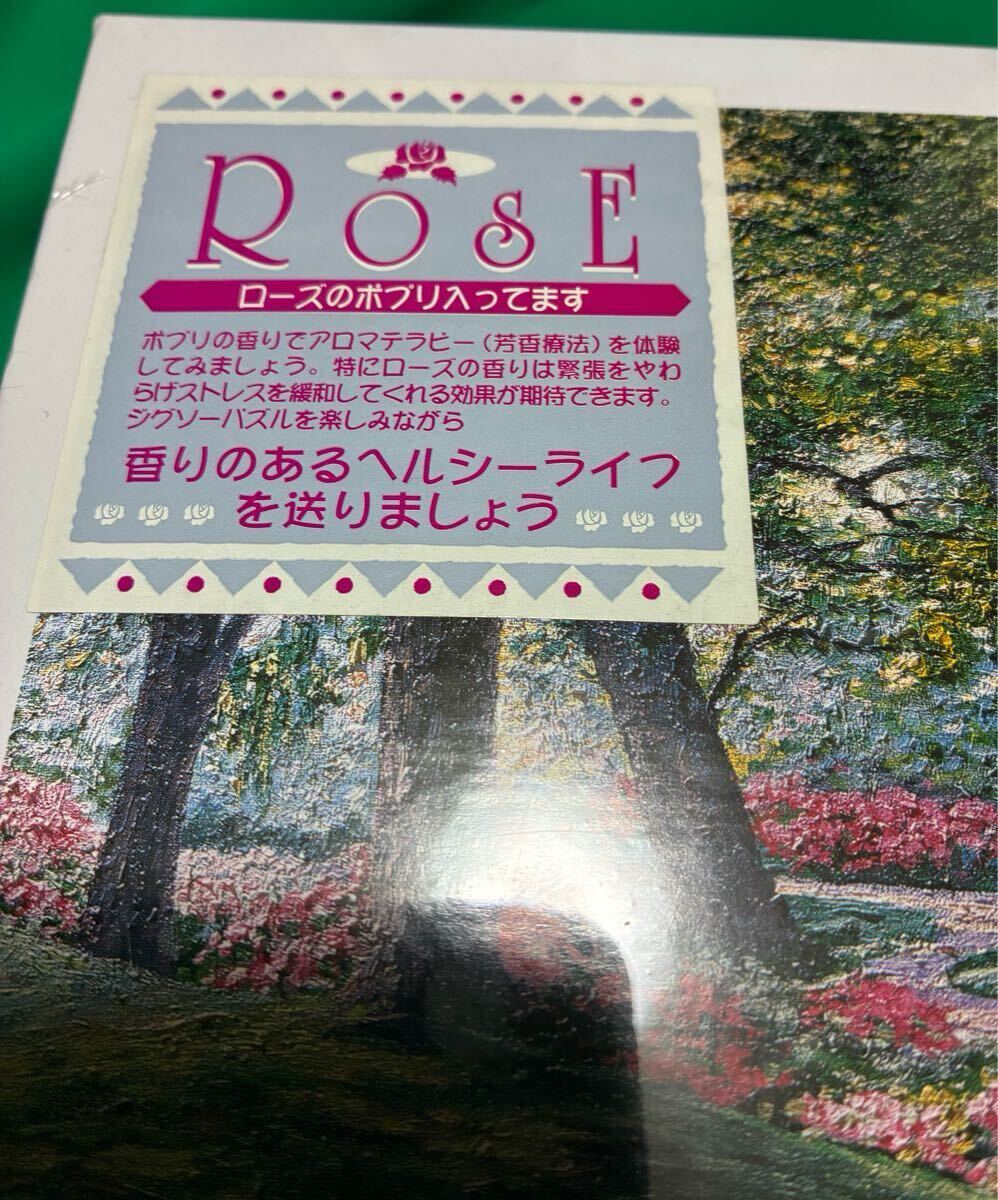 ROSE
ローズのポプリ入ってます
ポプリの香りでアロマテラピー(芳香療法)を体験
してみましょう。特にローズの香りは緊張をやわ
らげストレスを緩和してくれる効果が期待できます。
ジグソーパズルを楽しみながら
香りのあるヘルシーライフ
を送りましょう